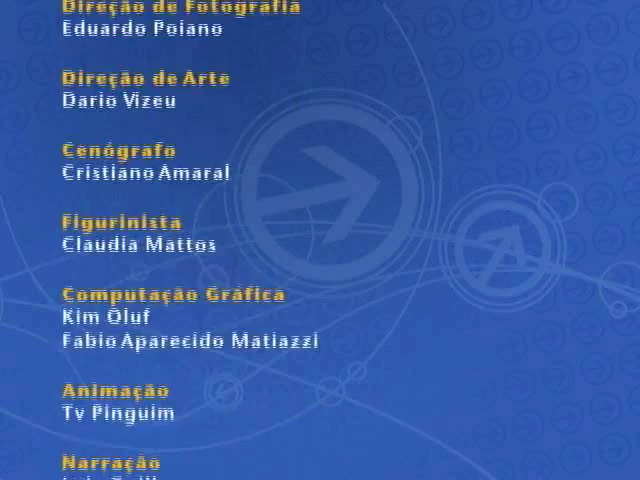 Direção de Fotografia
Eduardo Poiano
Direção de Arte
Dario Vizeu
Cenógrafo
Cristiano Amaral
Figurinista
Claudia Mattos
Computação Gráfica
Kim Oluf
Fabio Aparecido Matiazzi
Animação
Tv Pinguim
Narração